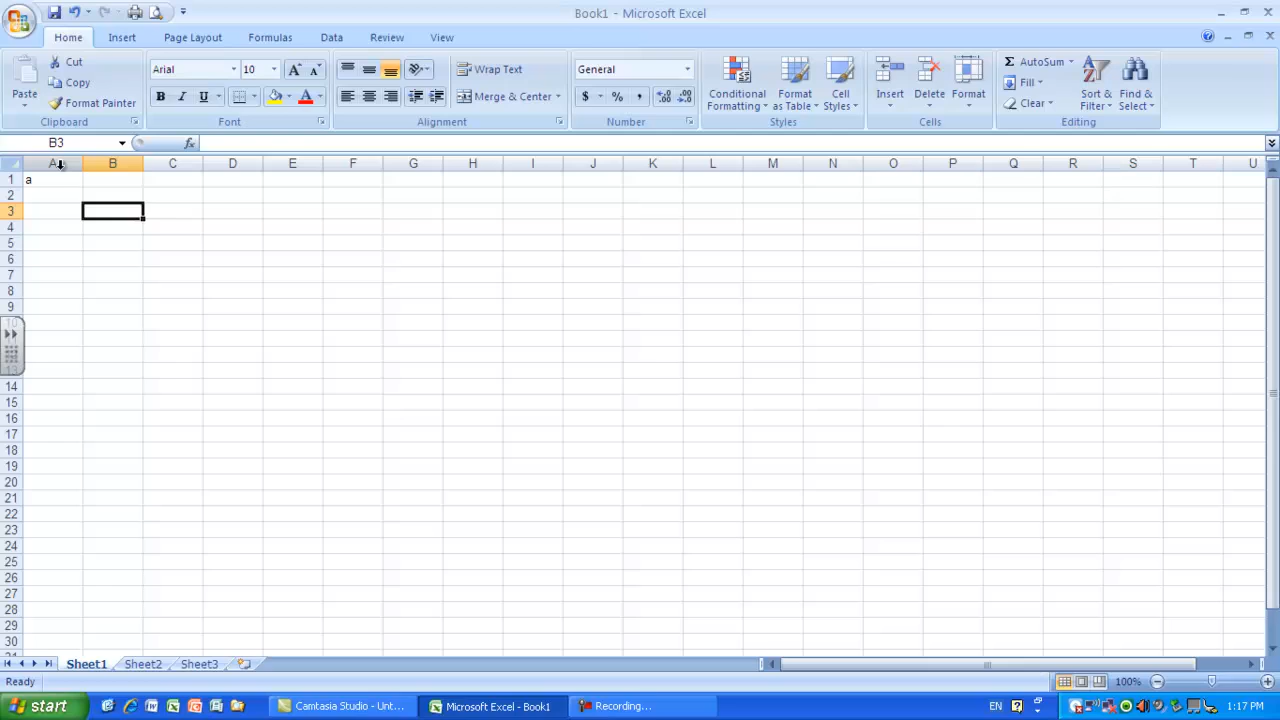 Book1 - Microsoft Excel
Home Insert Page Layout Formulas Data Review View
Paste Cut Copy Format Painter
Clipboard
Arial 10
B I U A
Font
Wrap Text
Merge & Center
Alignment
General
$ % ,
Number
Conditional Formatting Format as Table Cell Styles
Styles
Insert Delete Format
Cells
Σ AutoSum Fill Clear Sort & Filter Find & Select
Editing
B3 fx
A B C D E F G H I J K L M N O P Q R S T U
1 a
2
3
4
5
6
7
8
9
10
13
14
15
16
17
18
19
20
21
22
23
24
25
26
27
28
29
30
Sheet1 Sheet2 Sheet3
Ready 100%
start Camtasia Studio - Unt... Microsoft Excel - Book1 Recording... EN 1:17 PM